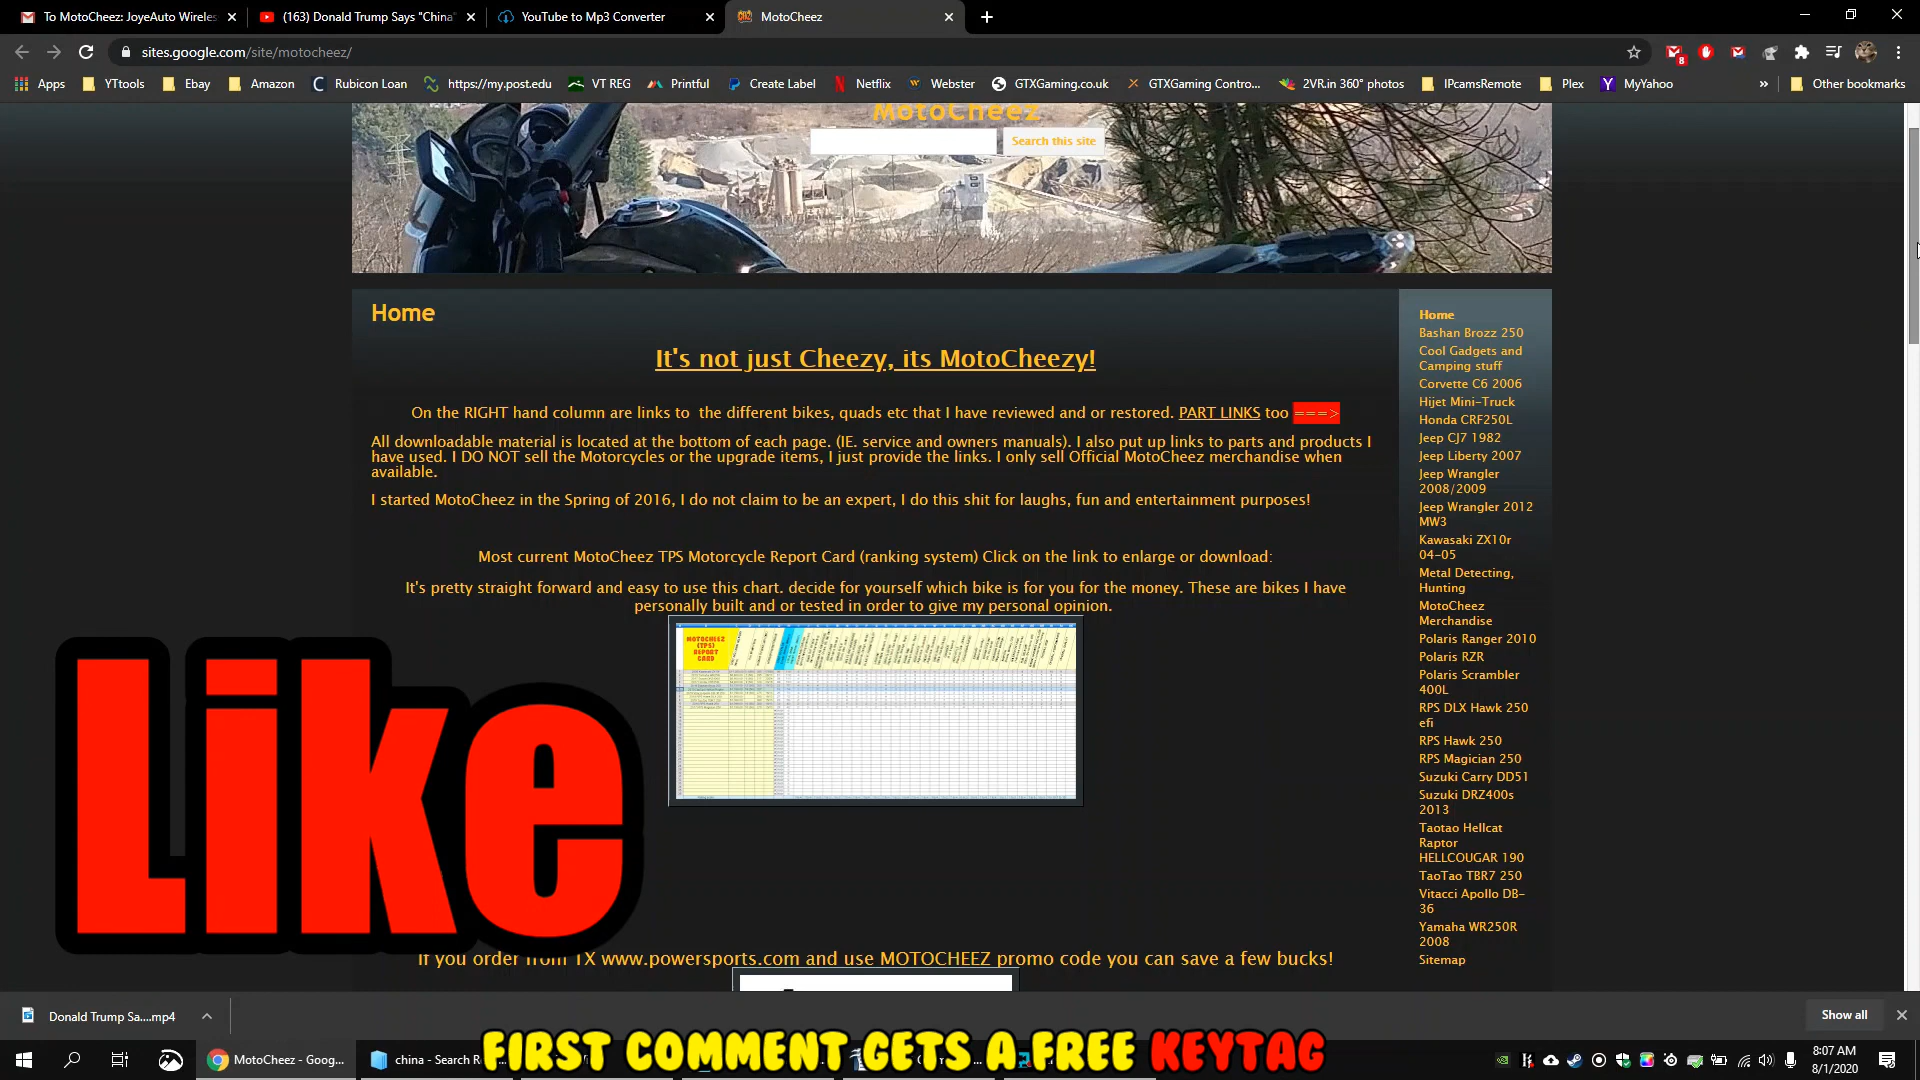 To MotoCheez: JoyeAuto Wireles
(163) Donald Trump Says "China"
YouTube to Mp3 Converter
MotoCheez
sites.google.com/site/motocheez/
8
Apps
YTtools
Ebay
Amazon
Rubicon Loan
https://my.post.edu
VT REG
Printful
Create Label
Netflix
Webster
GTXGaming.co.uk
GTXGaming Contro...
2VR.in 360° photos
IPcamsRemote
Plex
MyYahoo
»
Other bookmarks
MotoCheez
Search this site
Home
It's not just Cheezy, its MotoCheezy!
On the RIGHT hand column are links to the different bikes, quads etc that I have reviewed and or restored. PART LINKS too ===>
All downloadable material is located at the bottom of each page. (IE. service and owners manuals). I also put up links to parts and products I
have used. I DO NOT sell the Motorcycles or the upgrade items, I just provide the links. I only sell Official MotoCheez merchandise when
available.
I started MotoCheez in the Spring of 2016, I do not claim to be an expert, I do this shit for laughs, fun and entertainment purposes!
Most current MotoCheez TPS Motorcycle Report Card (ranking system) Click on the link to enlarge or download:
It's pretty straight forward and easy to use this chart. decide for yourself which bike is for you for the money. These are bikes I have
personally built and or tested in order to give my personal opinion.
MOTOCHEEZ
(TPS)
REPORT
CARD
If you order from TX www.powersports.com and use MOTOCHEEZ promo code you can save a few bucks!
Home
Bashan Brozz 250
Cool Gadgets and
Camping stuff
Corvette C6 2006
Hijet Mini-Truck
Honda CRF250L
Jeep CJ7 1982
Jeep Liberty 2007
Jeep Wrangler
2008/2009
Jeep Wrangler 2012
MW3
Kawasaki ZX10r
04-05
Metal Detecting,
Hunting
MotoCheez
Merchandise
Polaris Ranger 2010
Polaris RZR
Polaris Scrambler
400L
RPS DLX Hawk 250
efi
RPS Hawk 250
RPS Magician 250
Suzuki Carry DD51
Suzuki DRZ400s
2013
Taotao Hellcat
Raptor
HELLCOUGAR 190
TaoTao TBR7 250
Vitacci Apollo DB-
36
Yamaha WR250R
2008
Sitemap
Like
Donald Trump Sa....mp4
Show all
MotoCheez - Goog...
china - Search R
FIRST COMMENT GETS A FREE KEYTAG
8:07 AM
8/1/2020